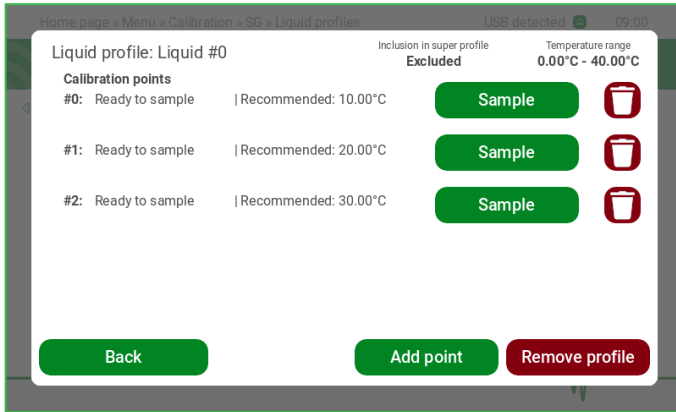 Home page » Menu » Calibration » SG » Liquid profiles USB detected 09:00
Liquid profile: Liquid #0
Inclusion in super profile
Excluded
Temperature range
0.00°C - 40.00°C
Calibration points
#0: Ready to sample | Recommended: 10.00°C Sample
#1: Ready to sample | Recommended: 20.00°C Sample
#2: Ready to sample | Recommended: 30.00°C Sample
Back Add point Remove profile